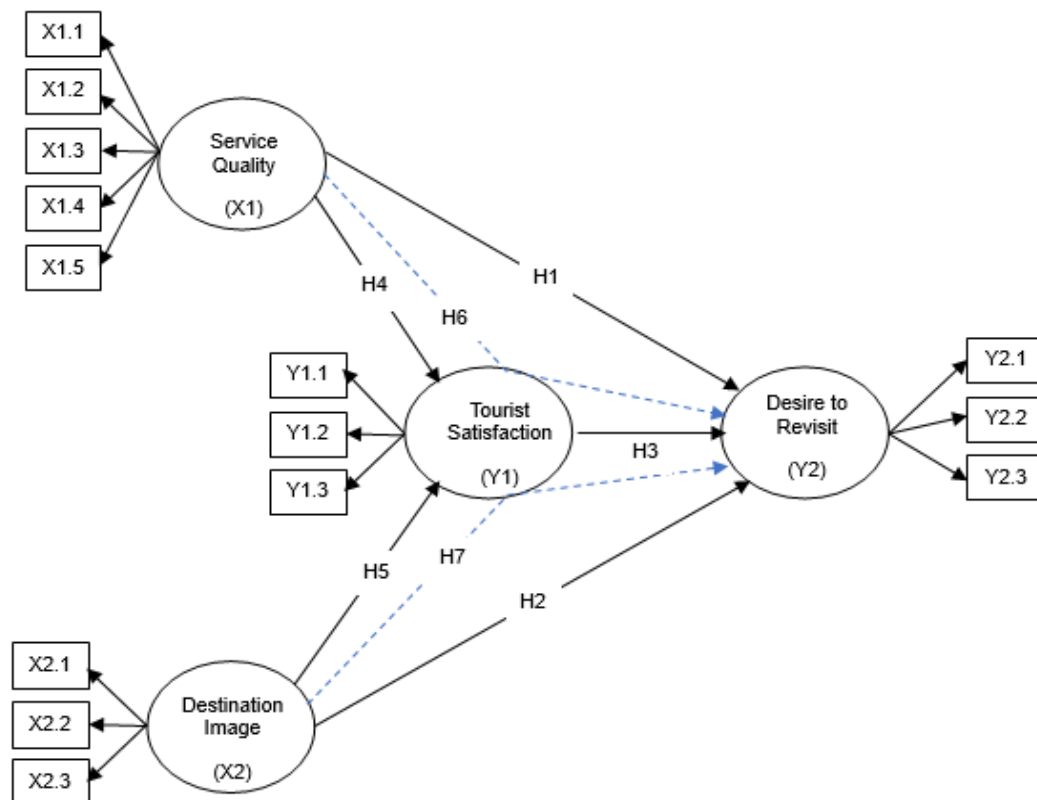 X1.1
X1.2
X1.3
X1.4
X1.5
Service
Quality
(X1)
H1
H4
H6
Y1.1
Y1.2
Y1.3
Tourist
Satisfaction
(Y1)
H3
Desire to
Revisit
(Y2)
Y2.1
Y2.2
Y2.3
H7
H5
H2
X2.1
X2.2
X2.3
Destination
Image
(X2)